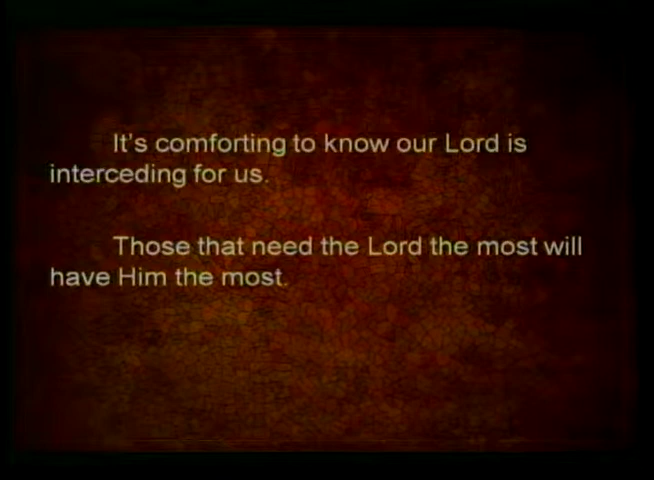 It's comforting to know our Lord is
interceding for us.
Those that need the Lord the most will
have Him the most.